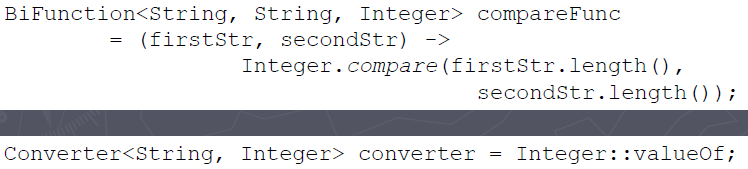 BiFunction<String, String, Integer> compareFunc
= (firstStr, secondStr) ->
Integer.compare(firstStr.length(),
secondStr.length());
Converter<String, Integer> converter = Integer::valueOf;